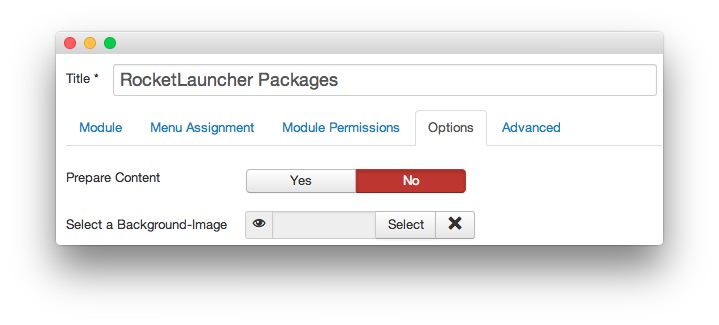 Title * RocketLauncher Packages
Module Menu Assignment Module Permissions Options Advanced
Prepare Content Yes No
Select a Background-Image Select